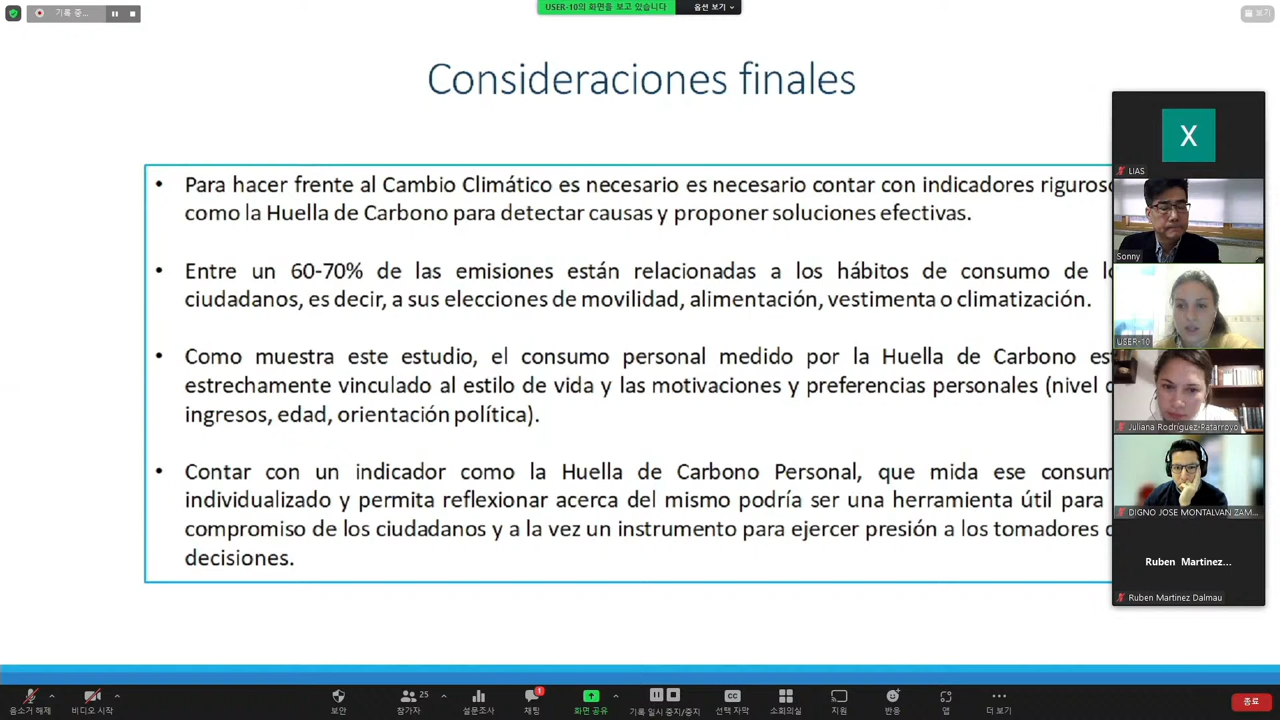 기록 중...
USER-10의 화면을 보고 있습니다
옵션 보기
보기
Consideraciones finales
• Para hacer frente al Cambio Climático es necesario es necesario contar con indicadores
como la Huella de Carbono para detectar causas y proponer soluciones efectivas.
• Entre un 60-70% de las emisiones están relacionadas a los hábitos de consumo de
ciudadanos, es decir, a sus elecciones de movilidad, alimentación, vestimenta o climatización.
• Como muestra este estudio, el consumo personal medido por la Huella de Carbono
estrechamente vinculado al estilo de vida y las motivaciones y preferencias personales (nivel
ingresos, edad, orientación política).
• Contar con un indicador como la Huella de Carbono Personal, que mida ese
individualizado y permita reflexionar acerca del mismo podría ser una herramienta útil para
compromiso de los ciudadanos y a la vez un instrumento para ejercer presión a los tomadores
decisiones.
X
LIAS
Sonny
USER-10
Juliana Rodríguez-Patarroyo
DIGNO JOSE MONTALVAN ZAM...
Ruben Martinez...
Ruben Martinez Dalmau
음소거 해제
비디오 시작
보안
25
참가자
설문조사
1
채팅
화면 공유
기록 일시 중지/중지
선택 자막
소회의실
지원
반응
앱
더 보기
종료